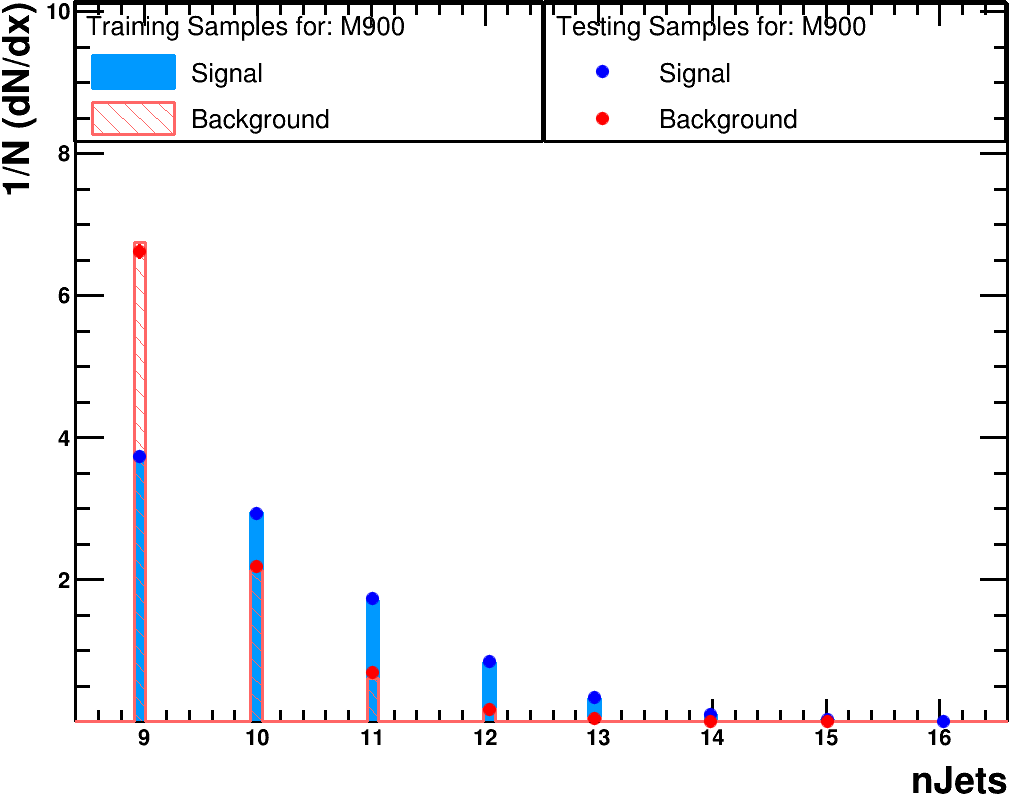 1/N (dN/dx)
10
8
6
4
2
Training Samples for: M900
Signal
Background
Testing Samples for: M900
Signal
Background
9 10 11 12 13 14 15 16
nJets